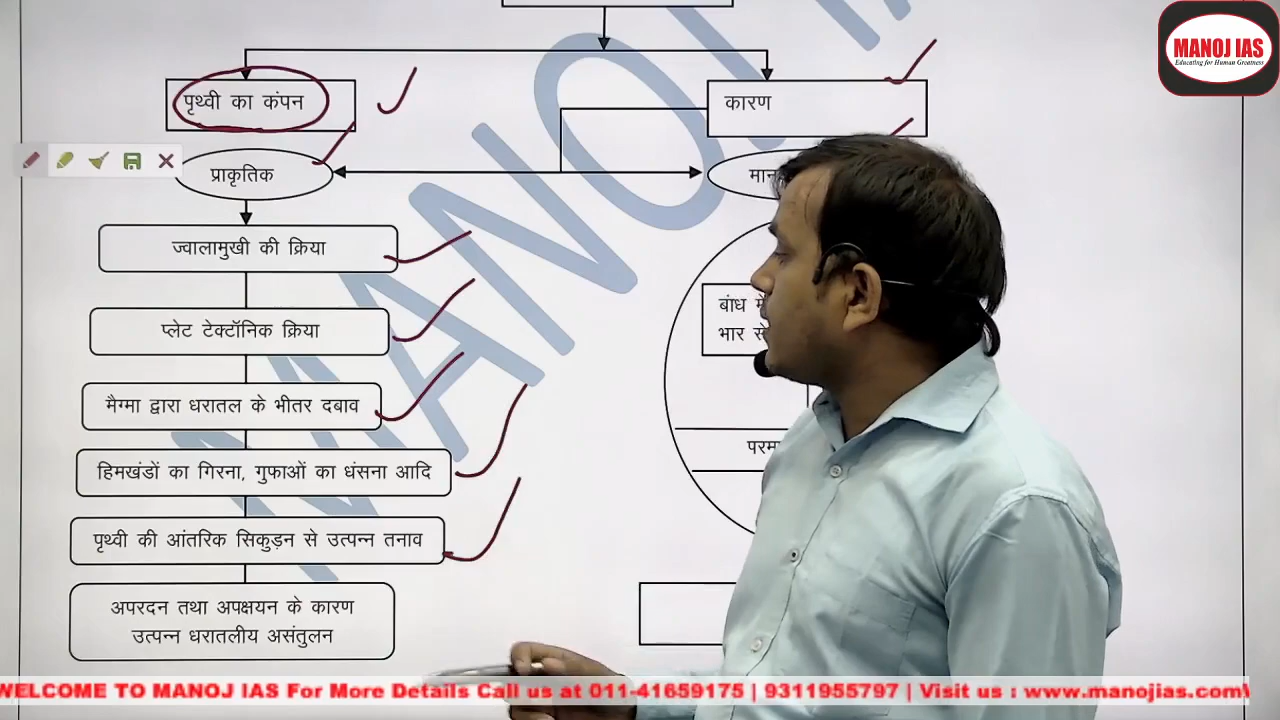 MANOJ IAS
Educating for Human Greatness
पृथ्वी का कंपन
कारण
प्राकृतिक
ज्वालामुखी की क्रिया
प्लेट टेक्टॉनिक क्रिया
मैग्मा द्वारा धरातल के भीतर दबाव
हिमखंडों का गिरना, गुफाओं का धंसना आदि
पृथ्वी की आंतरिक सिकुड़न से उत्पन्न तनाव
अपरदन तथा अपक्षयन के कारण
उत्पन्न धरातलीय असंतुलन
बांध
भार
MANOJ
WELCOME TO MANOJ IAS For More Details Call us at 011-41659175 | 9311955797 | Visit us : www.manojias.com